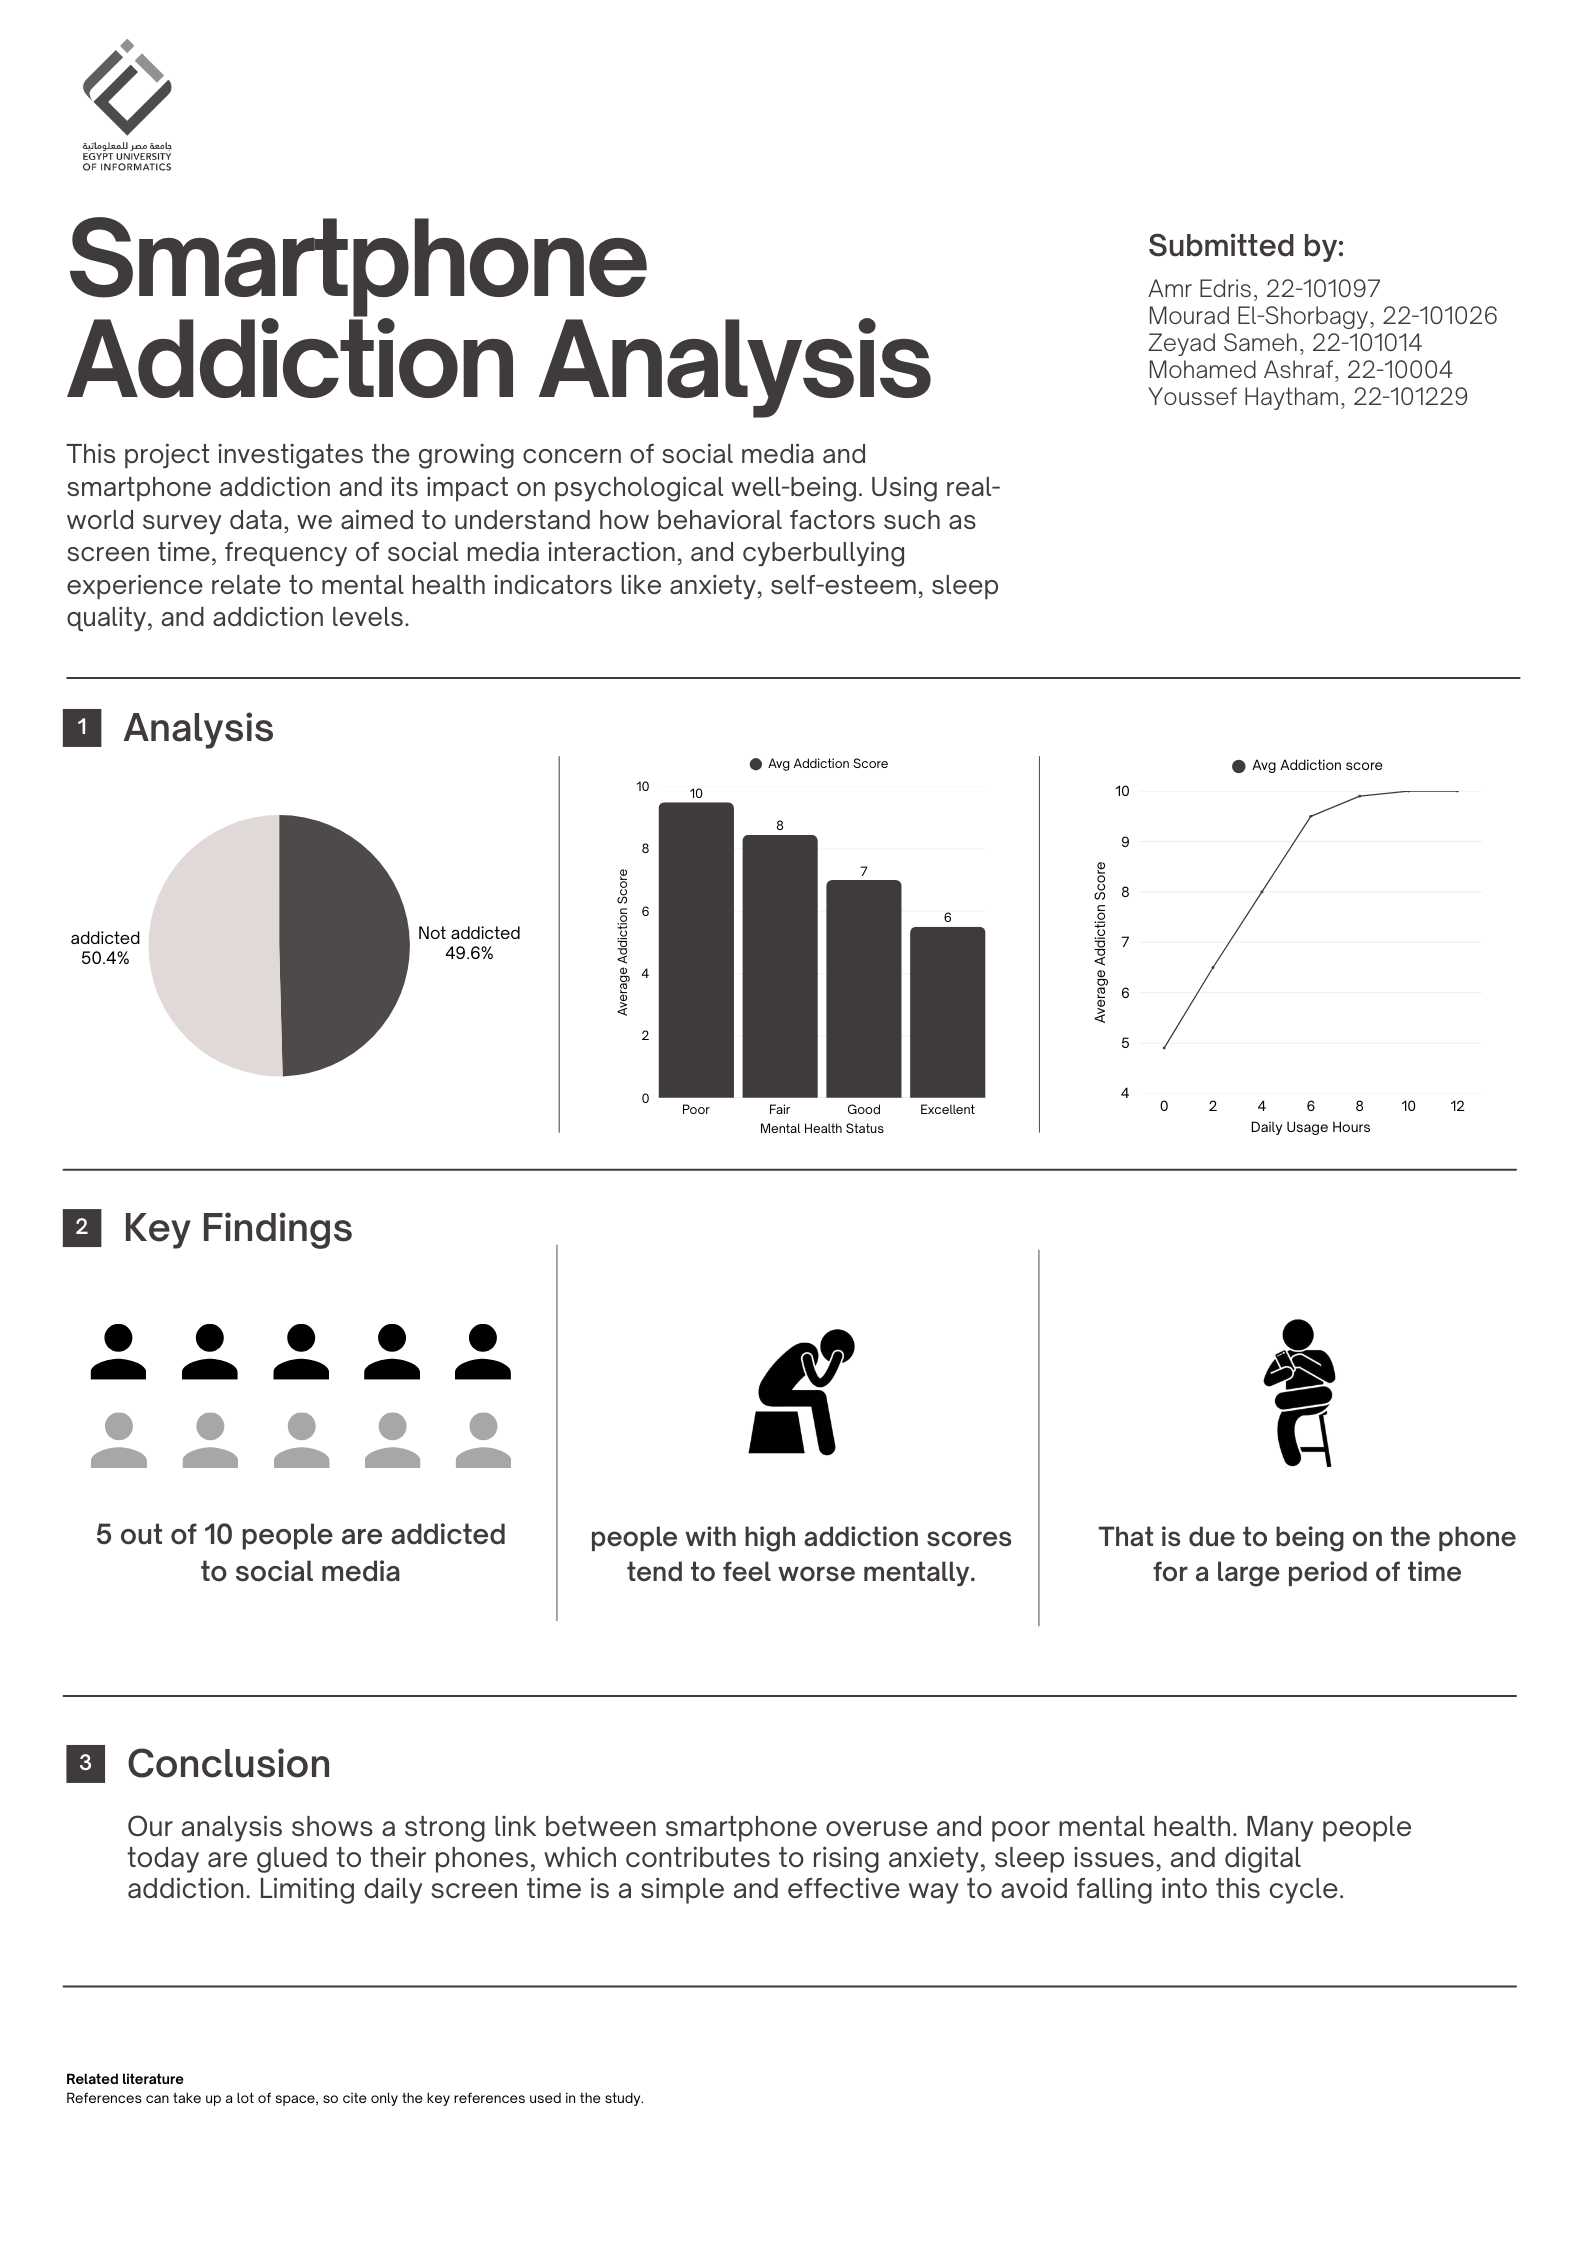 جامعة مصر للمعلوماتية
EGYPT UNIVERSITY
OF INFORMATICS
Smartphone
Addiction Analysis
Submitted by:
Amr Edris, 22-101097
Mourad El-Shorbagy, 22-101026
Zeyad Sameh, 22-101014
Mohamed Ashraf, 22-10004
Youssef Haytham, 22-101229
This project investigates the growing concern of social media and
smartphone addiction and its impact on psychological well-being. Using real-
world survey data, we aimed to understand how behavioral factors such as
screen time, frequency of social media interaction, and cyberbullying
experience relate to mental health indicators like anxiety, self-esteem, sleep
quality, and addiction levels.
1 Analysis
addicted
50.4%
Not addicted
49.6%
Avg Addiction Score
Average Addiction Score
10
8
6
4
2
0
10
8
7
6
Poor Fair Good Excellent
Mental Health Status
Avg Addiction score
Average Addiction Score
10
9
8
7
6
5
4
0 2 4 6 8 10 12
Daily Usage Hours
2 Key Findings
5 out of 10 people are addicted
to social media
people with high addiction scores
tend to feel worse mentally.
That is due to being on the phone
for a large period of time
3 Conclusion
Our analysis shows a strong link between smartphone overuse and poor mental health. Many people
today are glued to their phones, which contributes to rising anxiety, sleep issues, and digital
addiction. Limiting daily screen time is a simple and effective way to avoid falling into this cycle.
Related literature
References can take up a lot of space, so cite only the key references used in the study.